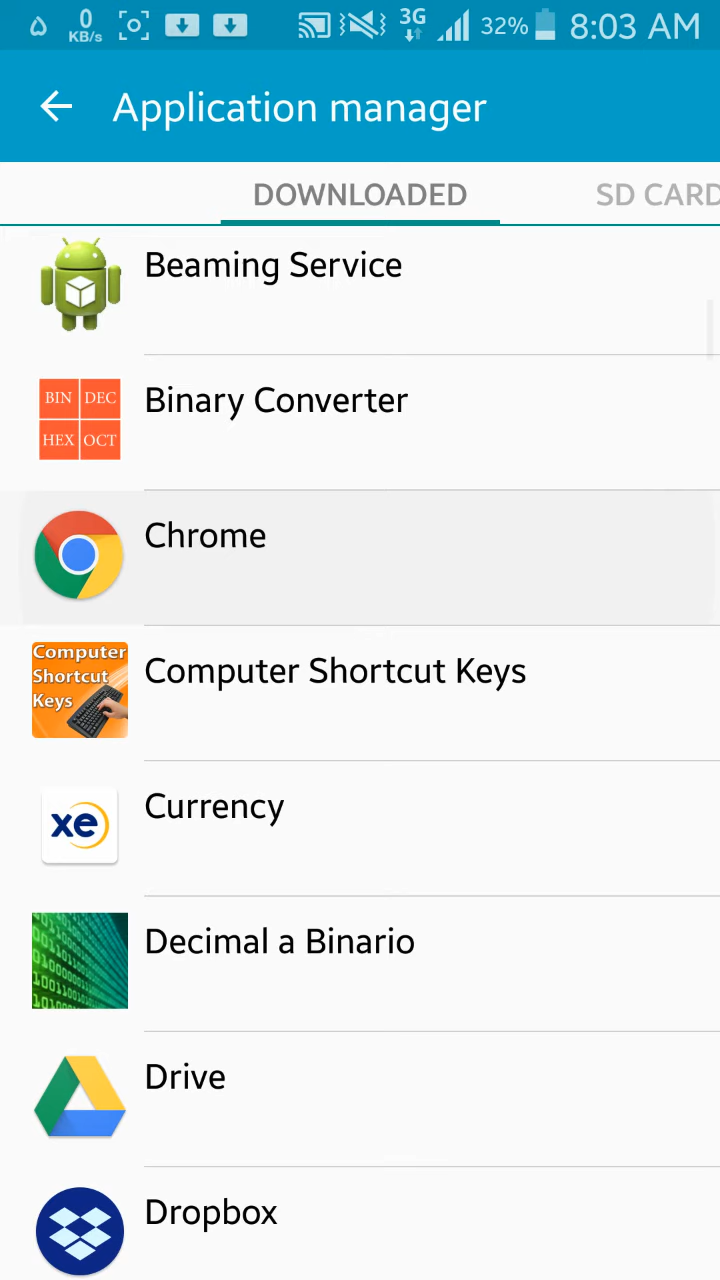 0
KB/s
3G
32%
8:03 AM
Application manager
DOWNLOADED
SD CARD
Beaming Service
BIN DEC
HEX OCT
Binary Converter
Chrome
Computer
Shortcut
Keys
Computer Shortcut Keys
xe
Currency
Decimal a Binario
Drive
Dropbox